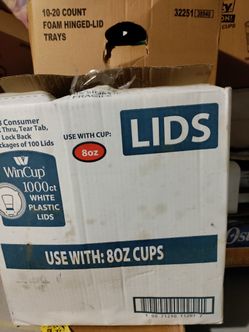 10-20 COUNT
FOAM HINGED-LID
TRAYS
32251
Consumer
Thru, Tear Tab,
Lock Back
ackages of 100 Lids
WinCup
1000ct
WHITE
PLASTIC
LIDS
USE WITH CUP:
8oz
LIDS
USE WITH: 8OZ CUPS